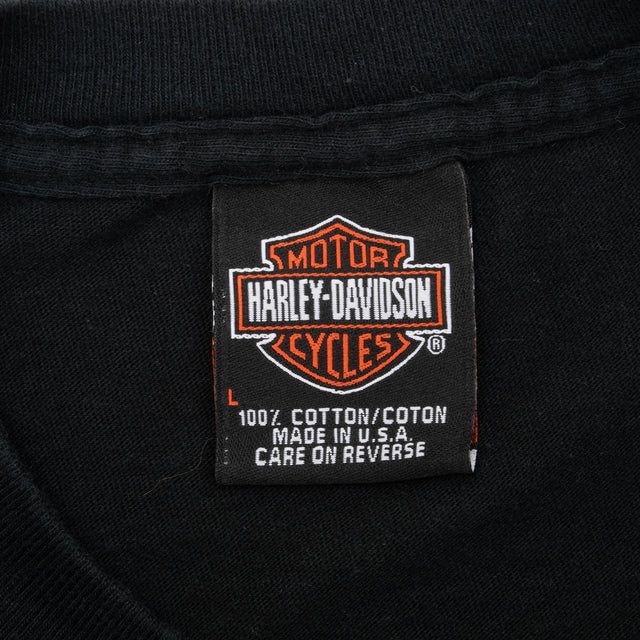 MOTOR
HARLEY-DAVIDSON
CYCLES
®
L
100% COTTON/COTON
MADE IN U.S.A.
CARE ON REVERSE